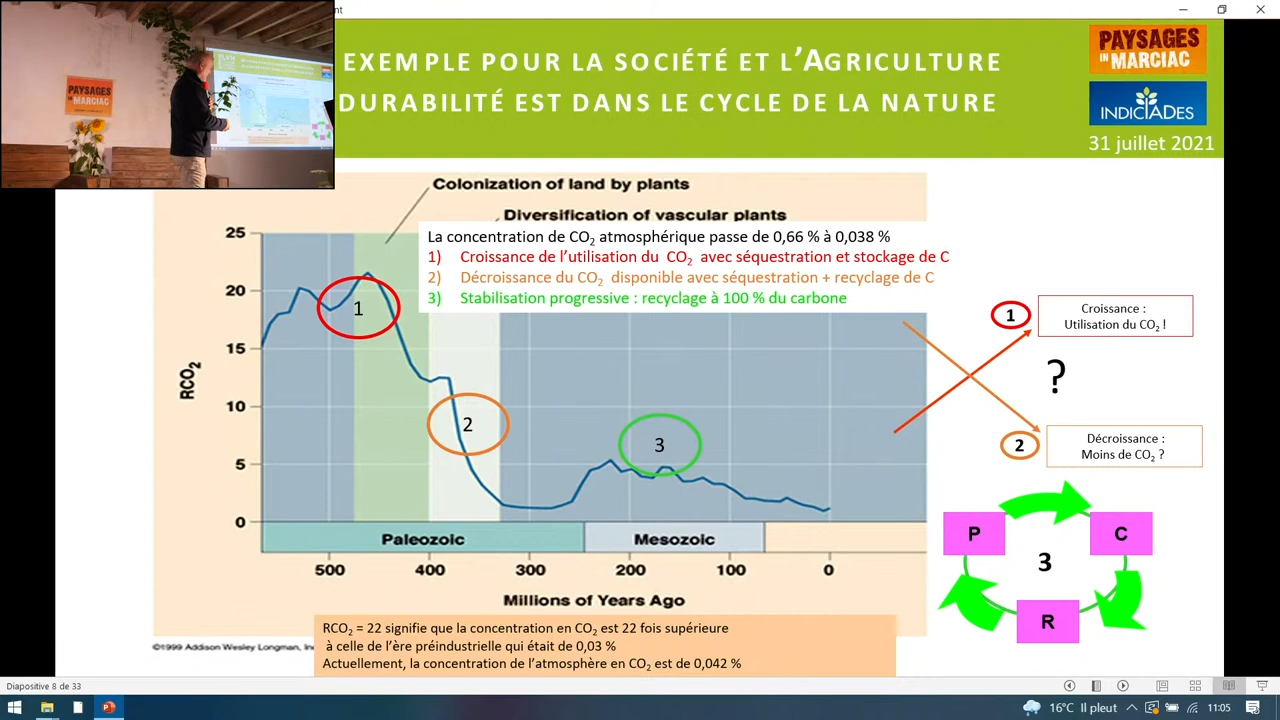 nt
EXEMPLE POUR LA SOCIÉTÉ ET L'AGRICULTURE
DURABILITÉ EST DANS LE CYCLE DE LA NATURE
PAYSAGES
IN MARCIAC
INDICIADES
31 juillet 2021
PAYSAGES
IN MARCIAC
Colonization of land by plants
Diversification of vascular plants
La concentration de CO₂ atmosphérique passe de 0,66 % à 0,038 %
1) Croissance de l'utilisation du CO₂ avec séquestration et stockage de C
2) Décroissance du CO₂ disponible avec séquestration + recyclage de C
3) Stabilisation progressive : recyclage à 100 % du carbone
25
20
15
10
5
0
RCO₂
1
2
3
Paleozoic
Mesozoic
500
400
300
200
100
0
Millions of Years Ago
1
Croissance :
Utilisation du CO₂ !
?
2
Décroissance :
Moins de CO₂ ?
P
C
3
R
RCO₂ = 22 signifie que la concentration en CO₂ est 22 fois supérieure
à celle de l'ère préindustrielle qui était de 0,03 %
Actuellement, la concentration de l'atmosphère en CO₂ est de 0,042 %
©1999 Addison Wesley Longman, In
Diapositive 8 de 33
16°C Il pleut
11:05